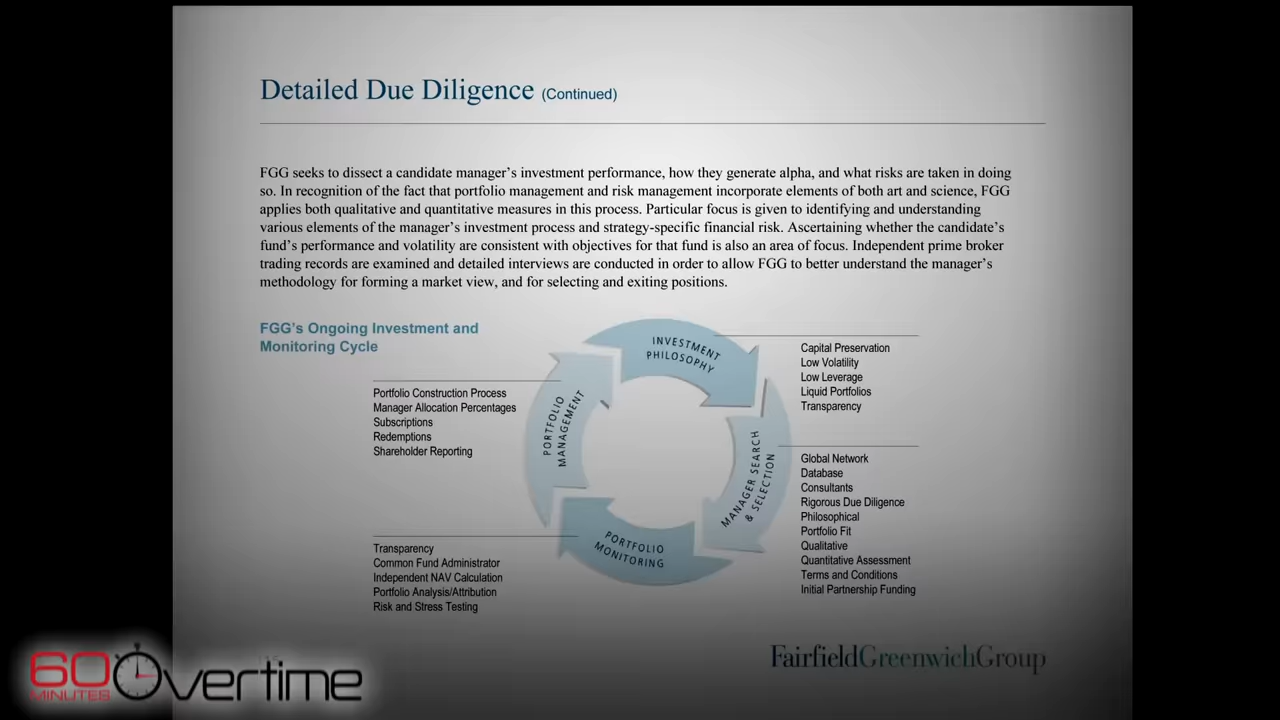 Detailed Due Diligence (Continued)
FGG seeks to dissect a candidate manager's investment performance, how they generate alpha, and what risks are taken in doing
so. In recognition of the fact that portfolio management and risk management incorporate elements of both art and science, FGG
applies both qualitative and quantitative measures in this process. Particular focus is given to identifying and understanding
various elements of the manager's investment process and strategy-specific financial risk. Ascertaining whether the candidate's
fund's performance and volatility are consistent with objectives for that fund is also an area of focus. Independent prime broker
trading records are examined and detailed interviews are conducted in order to allow FGG to better understand the manager's
methodology for forming a market view, and for selecting and exiting positions.
FGG's Ongoing Investment and
Monitoring Cycle
INVESTMENT
PHILOSOPHY
Capital Preservation
Low Volatility
Low Leverage
Liquid Portfolios
Transparency
Portfolio Construction Process
Manager Allocation Percentages
Subscriptions
Redemptions
Shareholder Reporting
PORTFOLIO
MANAGEMENT
MANAGER SEARCH
& SELECTION
Global Network
Database
Consultants
Rigorous Due Diligence
Philosophical
Portfolio Fit
Qualitative
Quantitative Assessment
Terms and Conditions
Initial Partnership Funding
PORTFOLIO
MONITORING
Transparency
Common Fund Administrator
Independent NAV Calculation
Portfolio Analysis/Attribution
Risk and Stress Testing
FairfieldGreenwichGroup
60 Overtime
MINUTES